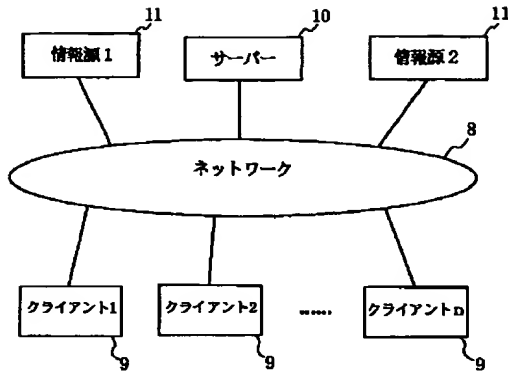 11 10 11
情報源1 サーバー 情報源2
8
ネットワーク
クライアント1 クライアント2 …… クライアントn
9 9 9